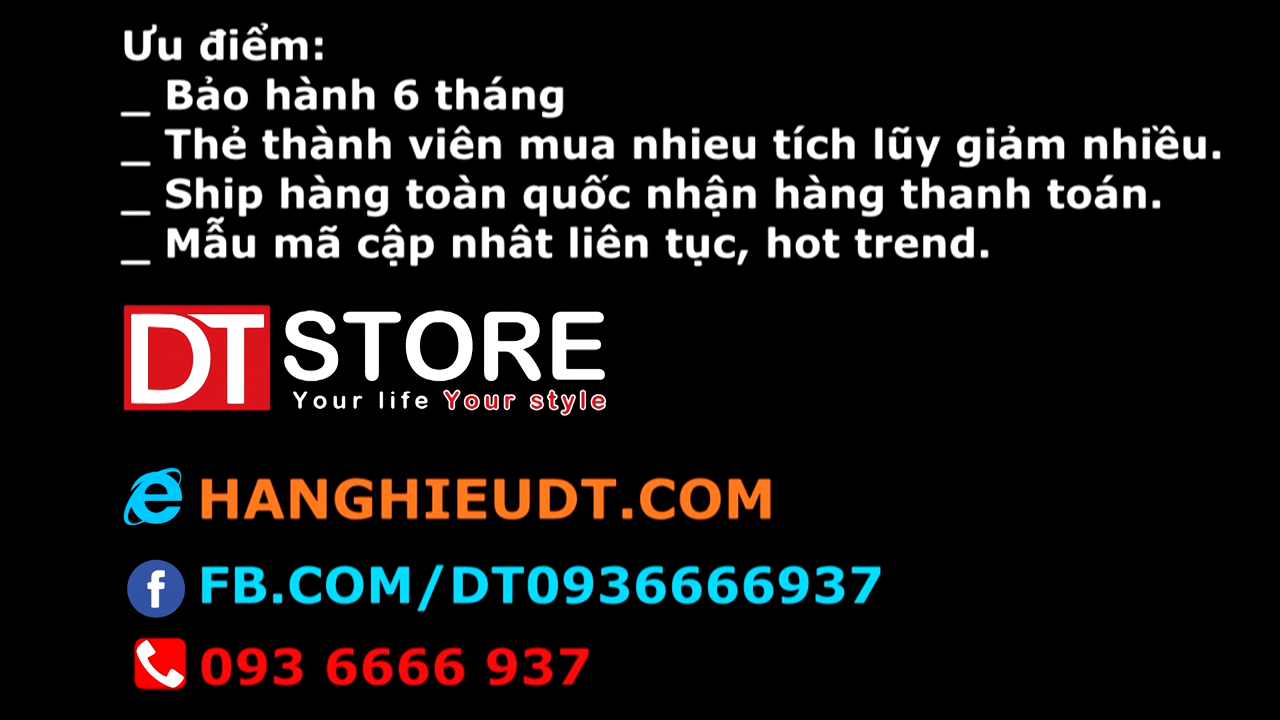 Ưu điểm:
_ Bảo hành 6 tháng
_ Thẻ thành viên mua nhieu tích lũy giảm nhiều.
_ Ship hàng toàn quốc nhận hàng thanh toán.
_ Mẫu mã cập nhât liên tục, hot trend.
DT STORE
Your life Your style
HANGHIEUDT.COM
f FB.COM/DT0936666937
093 6666 937